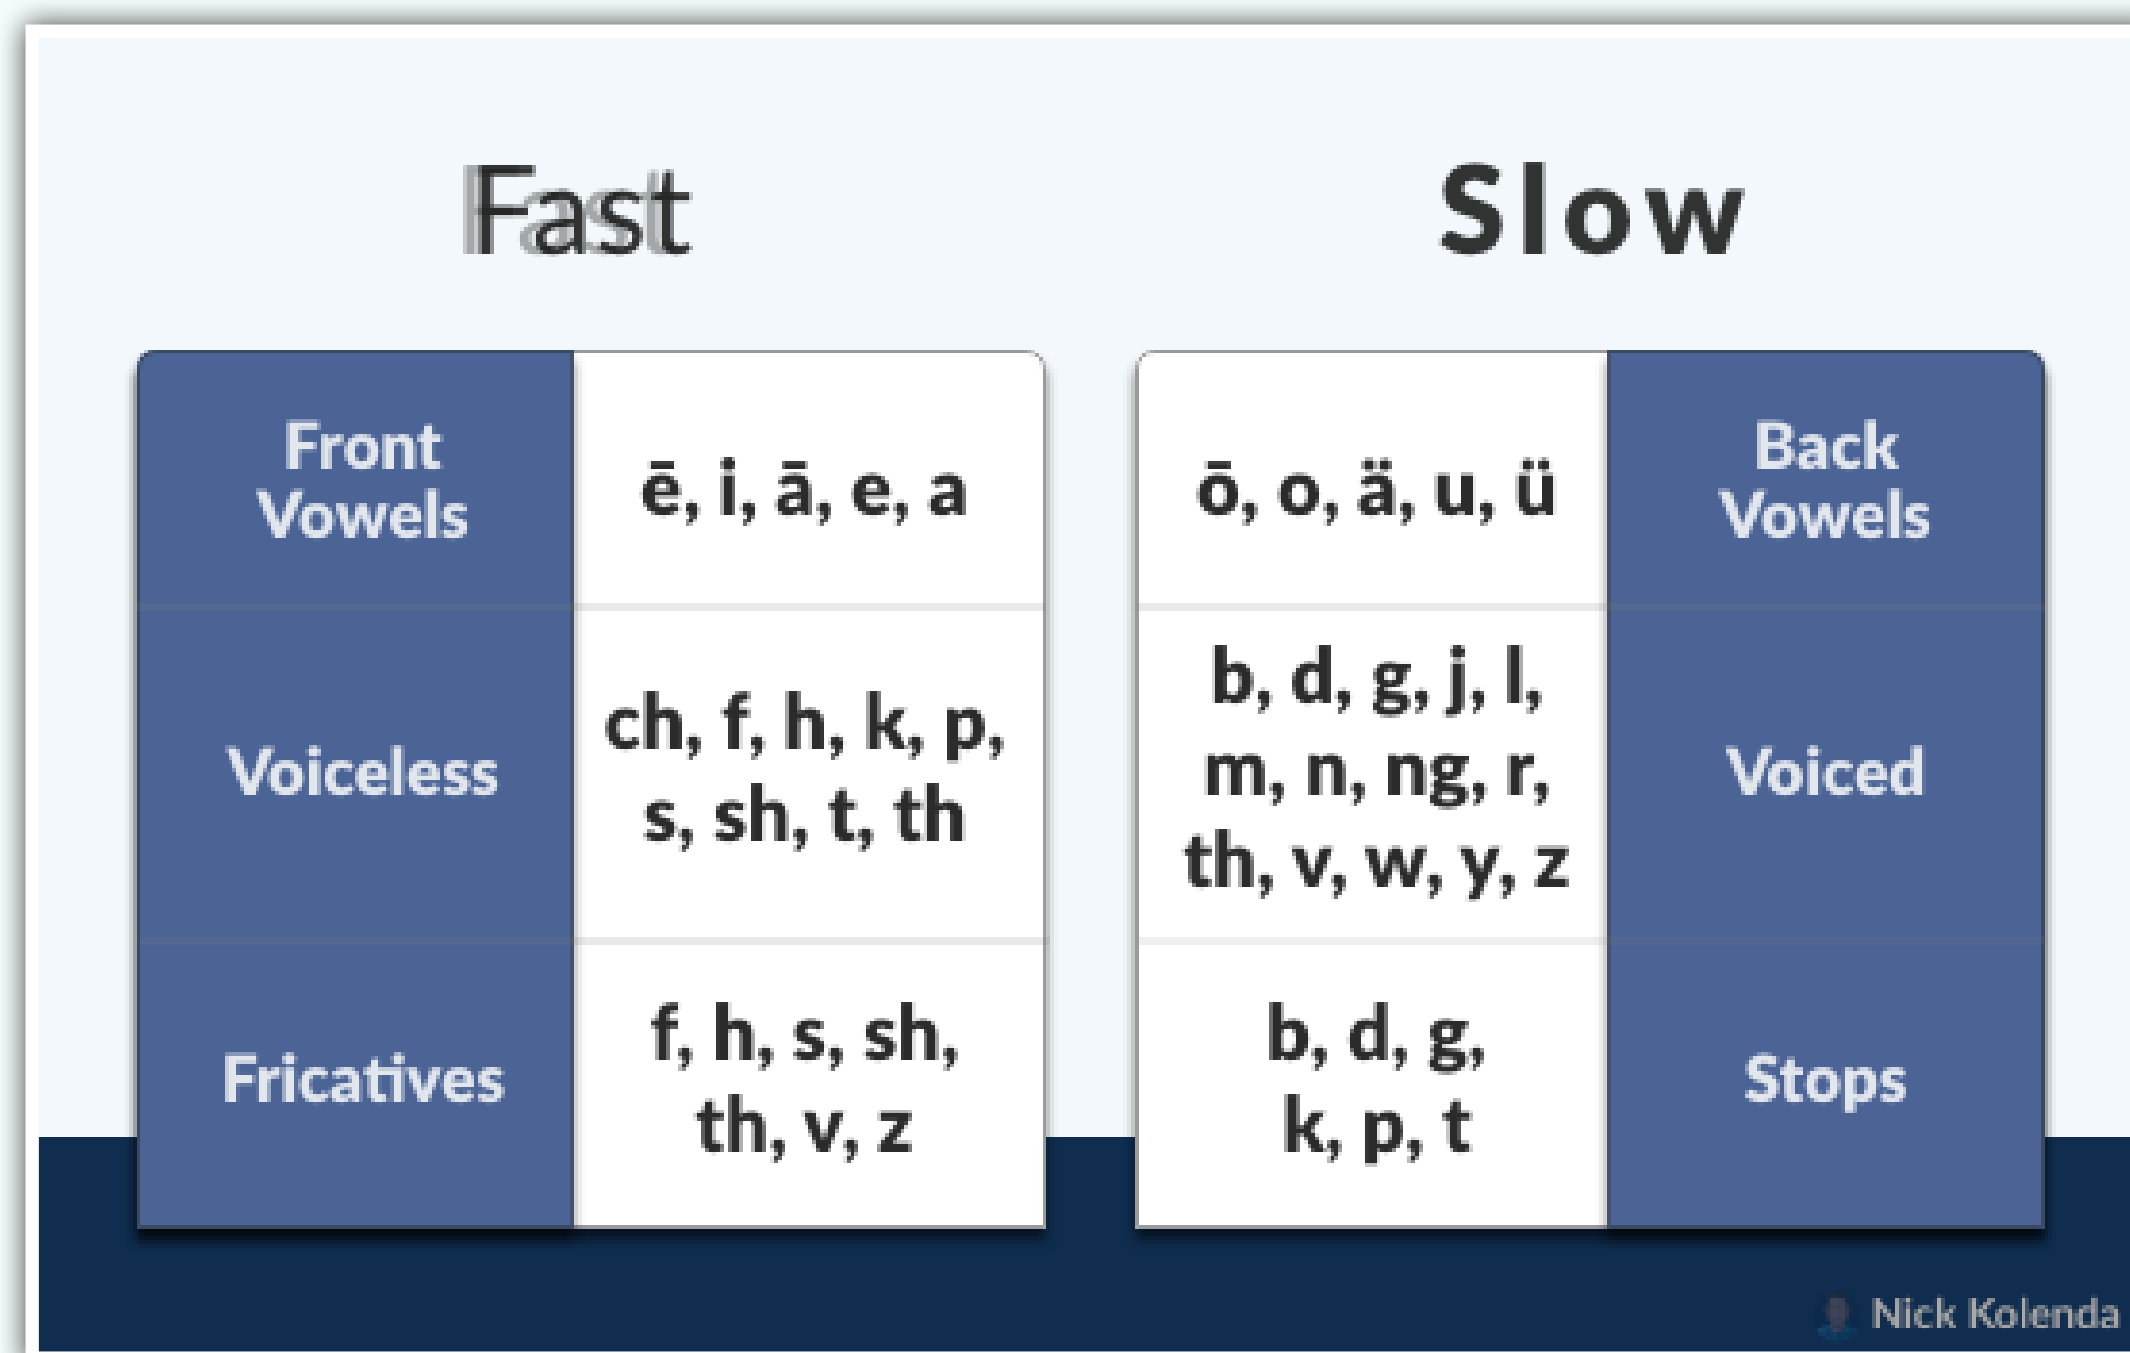 Fast
Slow
Front
Vowels
ē, i, ā, e, a
ō, o, ä, u, ü
Back
Vowels
Voiceless
ch, f, h, k, p,
s, sh, t, th
b, d, g, j, l,
m, n, ng, r,
th, v, w, y, z
Voiced
Fricatives
f, h, s, sh,
th, v, z
b, d, g,
k, p, t
Stops
Nick Kolenda